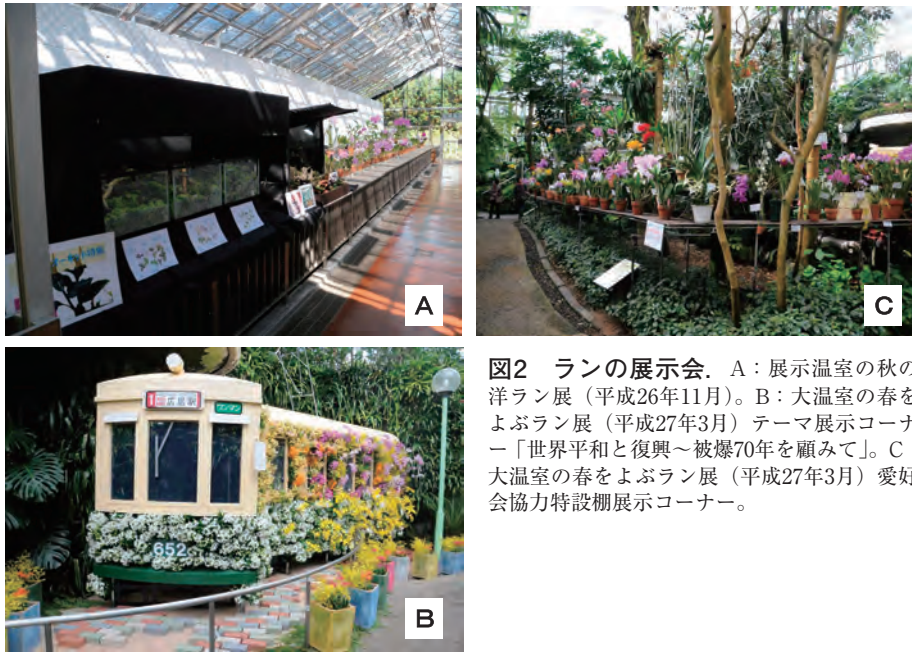 A
C
1 広島駅
ワンマン
652
B
図2 ランの展示会. A：展示温室の秋の
洋ラン展（平成26年11月）。B：大温室の春を
よぶラン展（平成27年3月）テーマ展示コーナ
ー「世界平和と復興～被爆70年を顧みて」。C
大温室の春をよぶラン展（平成27年3月）愛好
会協力特設棚展示コーナー。